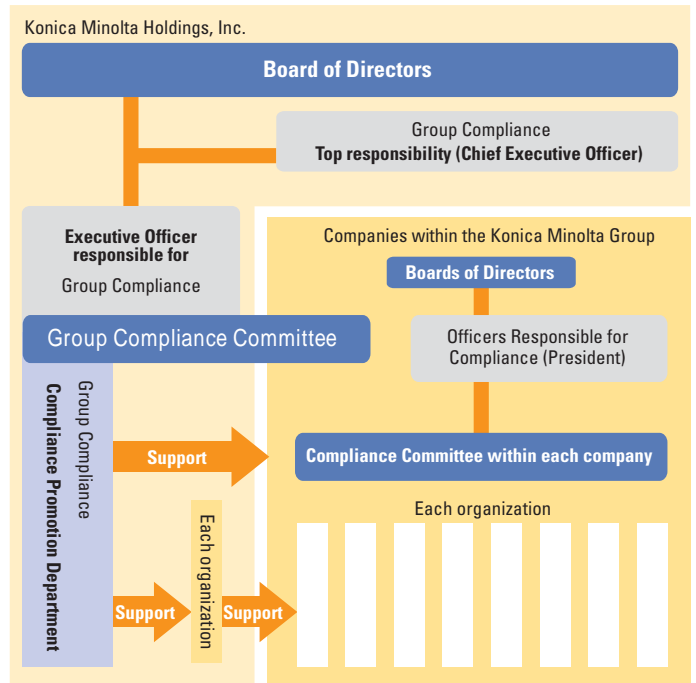 Konica Minolta Holdings, Inc.
Board of Directors
Group Compliance
Top responsibility (Chief Executive Officer)
Executive Officer
responsible for
Group Compliance
Group Compliance Committee
Group Compliance
Compliance Promotion Department
Support
Support
Each organization
Support
Companies within the Konica Minolta Group
Boards of Directors
Officers Responsible for
Compliance (President)
Compliance Committee within each company
Each organization